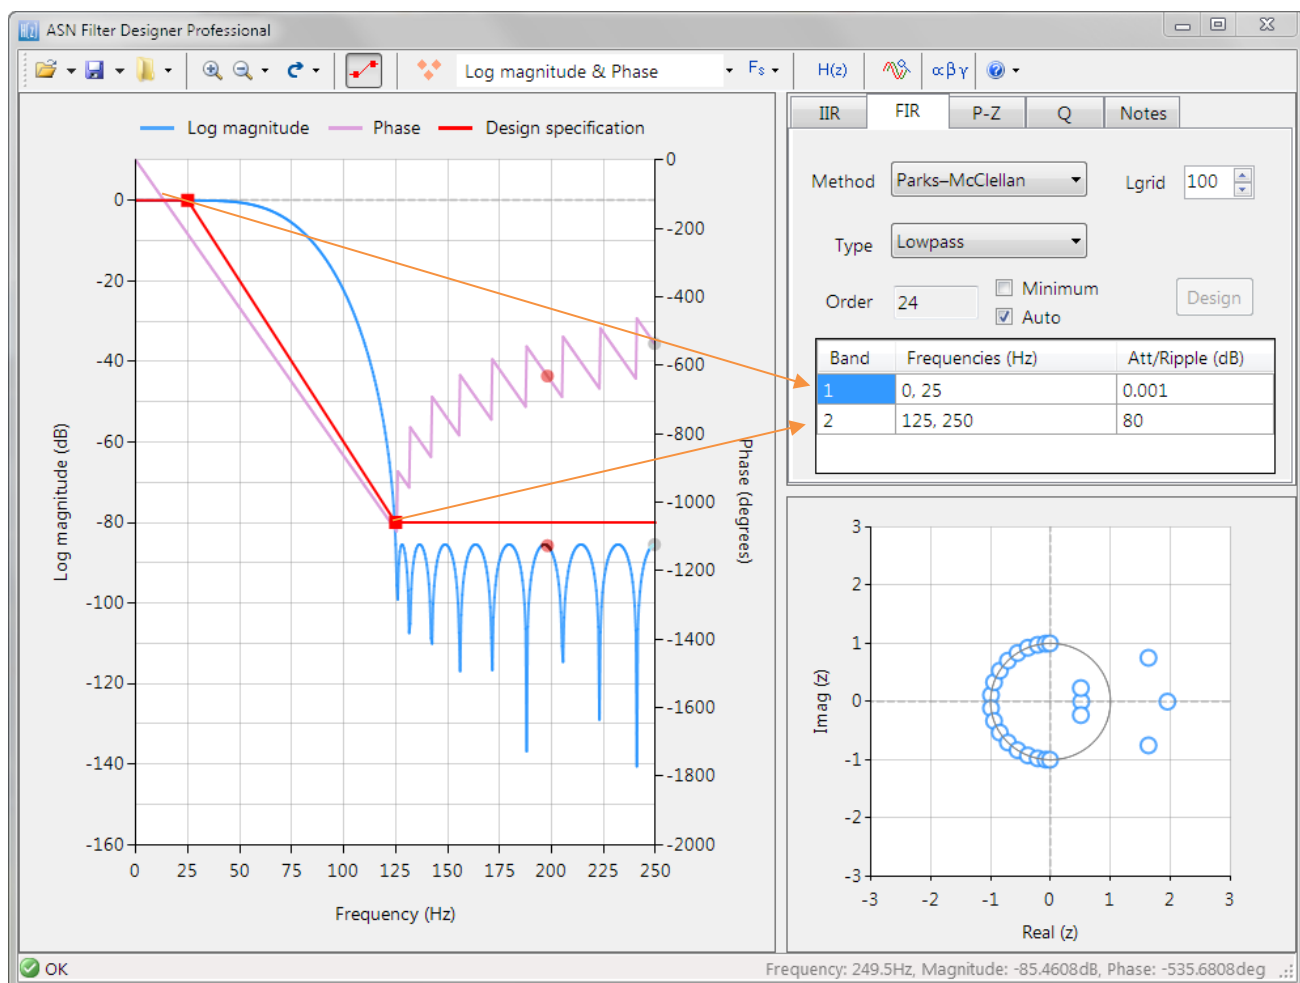 H(z) ASN Filter Designer Professional
Log magnitude & Phase
Fs
H(z)
αβγ
Log magnitude Phase Design specification
0
-20
-40
-60
-80
-100
-120
-140
-160
Log magnitude (dB)
0
-200
-400
-600
-800
-1000
-1200
-1400
-1600
-1800
-2000
Phase (degrees)
0 25 50 75 100 125 150 175 200 225 250
Frequency (Hz)
IIR FIR P-Z Q Notes
Method Parks–McClellan Lgrid 100
Type Lowpass
Order 24 Minimum Design
Auto
Band Frequencies (Hz) Att/Ripple (dB)
1 0, 25 0.001
2 125, 250 80
3
2
1
0
-1
-2
-3
Imag (z)
-3 -2 -1 0 1 2 3
Real (z)
OK
Frequency: 249.5Hz, Magnitude: -85.4608dB, Phase: -535.6808deg